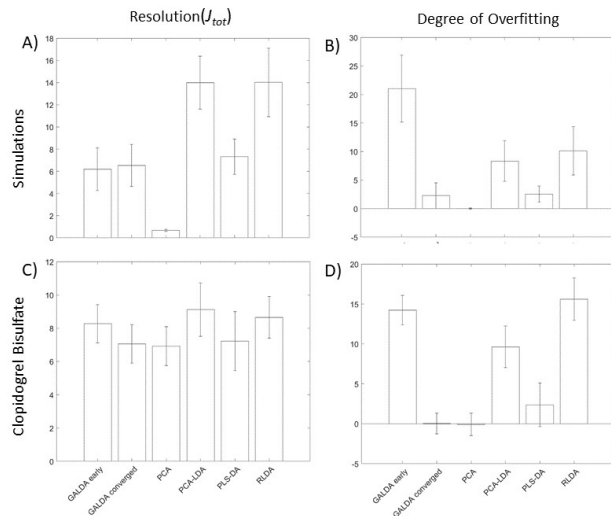 Resolution(J_tot)
Degree of Overfitting
A)
B)
Simulations
18
16
14
12
10
8
6
4
2
0
30
25
20
15
10
5
0
-5
C)
D)
Clopidogrel Bisulfate
12
10
8
6
4
2
0
20
15
10
5
0
-5
GALDA early
GALDA converged
PCA
PCA-LDA
PLS-DA
RLDA
GALDA early
GALDA converged
PCA
PCA-LDA
PLS-DA
RLDA